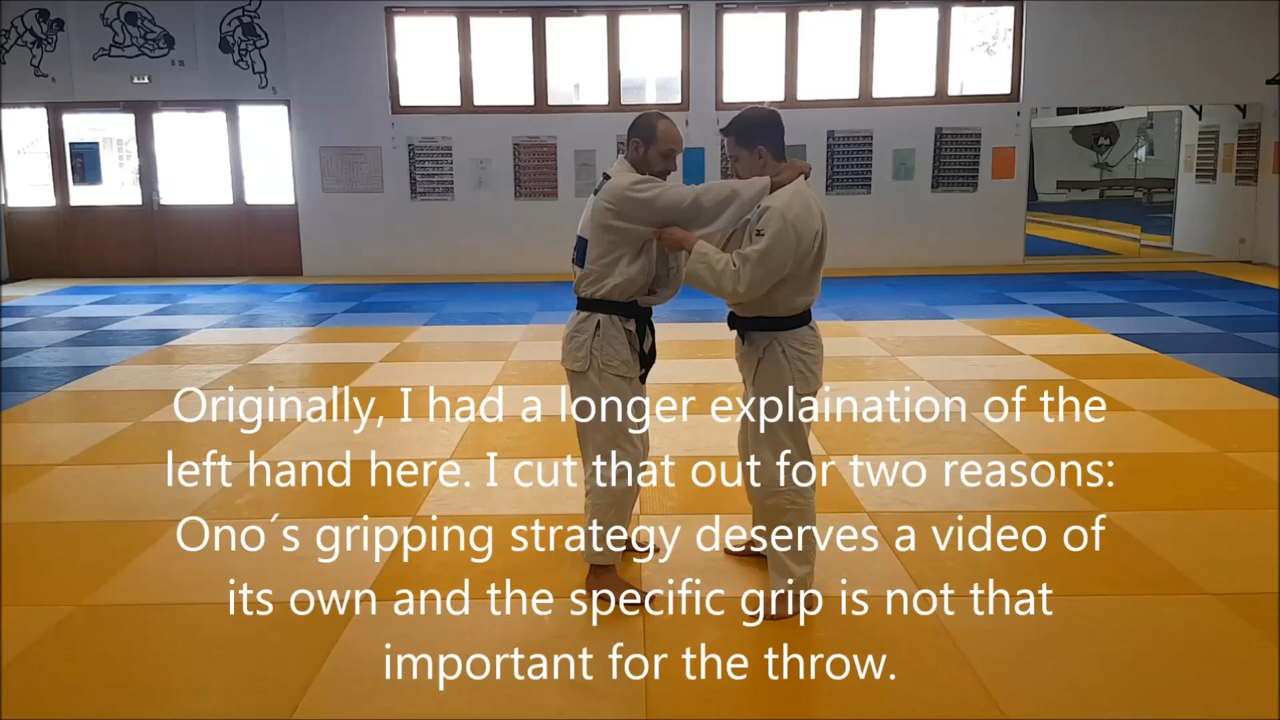 Originally, I had a longer explaination of the
left hand here. I cut that out for two reasons:
Ono´s gripping strategy deserves a video of
its own and the specific grip is not that
important for the throw.